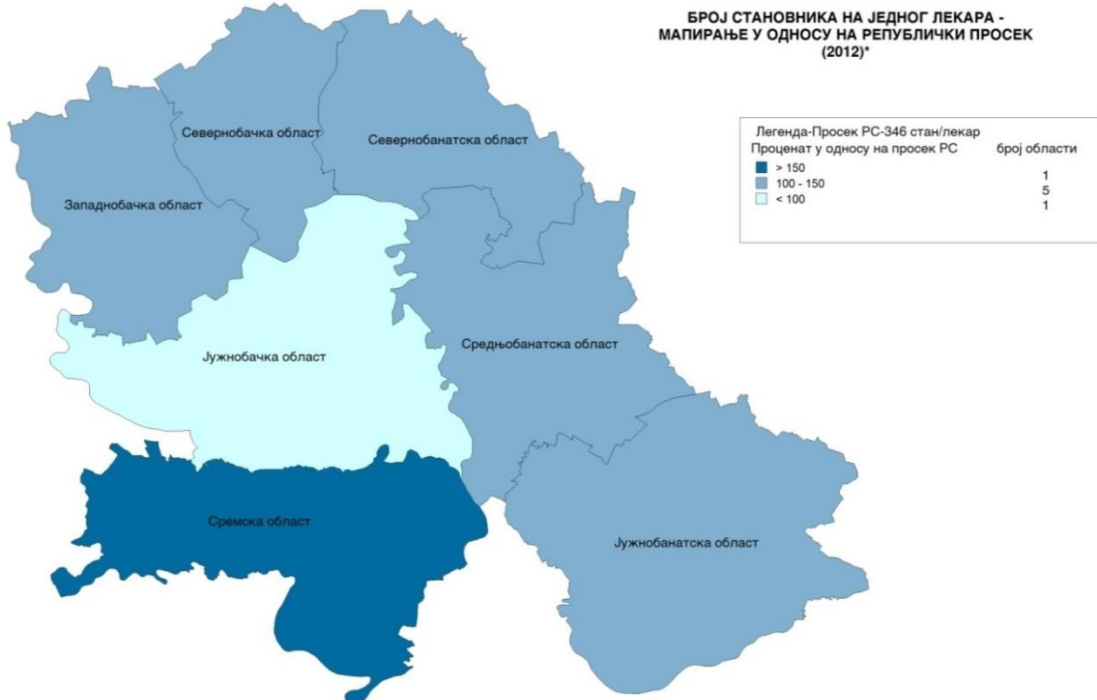 БРОЈ СТАНОВНИКА НА ЈЕДНОГ ЛЕКАРА -
МАПИРАЊЕ У ОДНОСУ НА РЕПУБЛИЧКИ ПРОСЕК
(2012)*
Легенда-Просек РС-346 стан/лекар
Проценат у односу на просек РС број области
> 150 1
100 - 150 5
< 100 1
Севернобачка област
Севернобанатска област
Западнобачка област
Јужнобачка област
Средњобанатска област
Сремска област
Јужнобанатска област